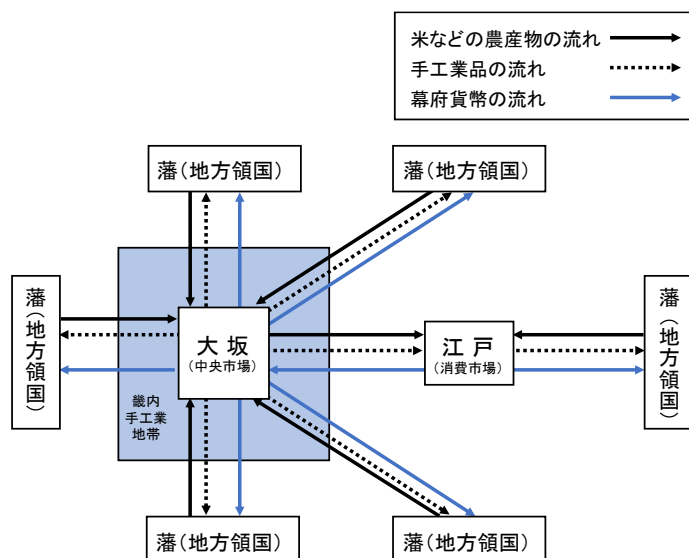 米などの農産物の流れ
手工業品の流れ
幕府貨幣の流れ
藩(地方領国)
藩(地方領国)
藩(地方領国)
大坂
(中央市場)
江戸
(消費市場)
藩(地方領国)
畿内
手工業
地帯
藩(地方領国)
藩(地方領国)